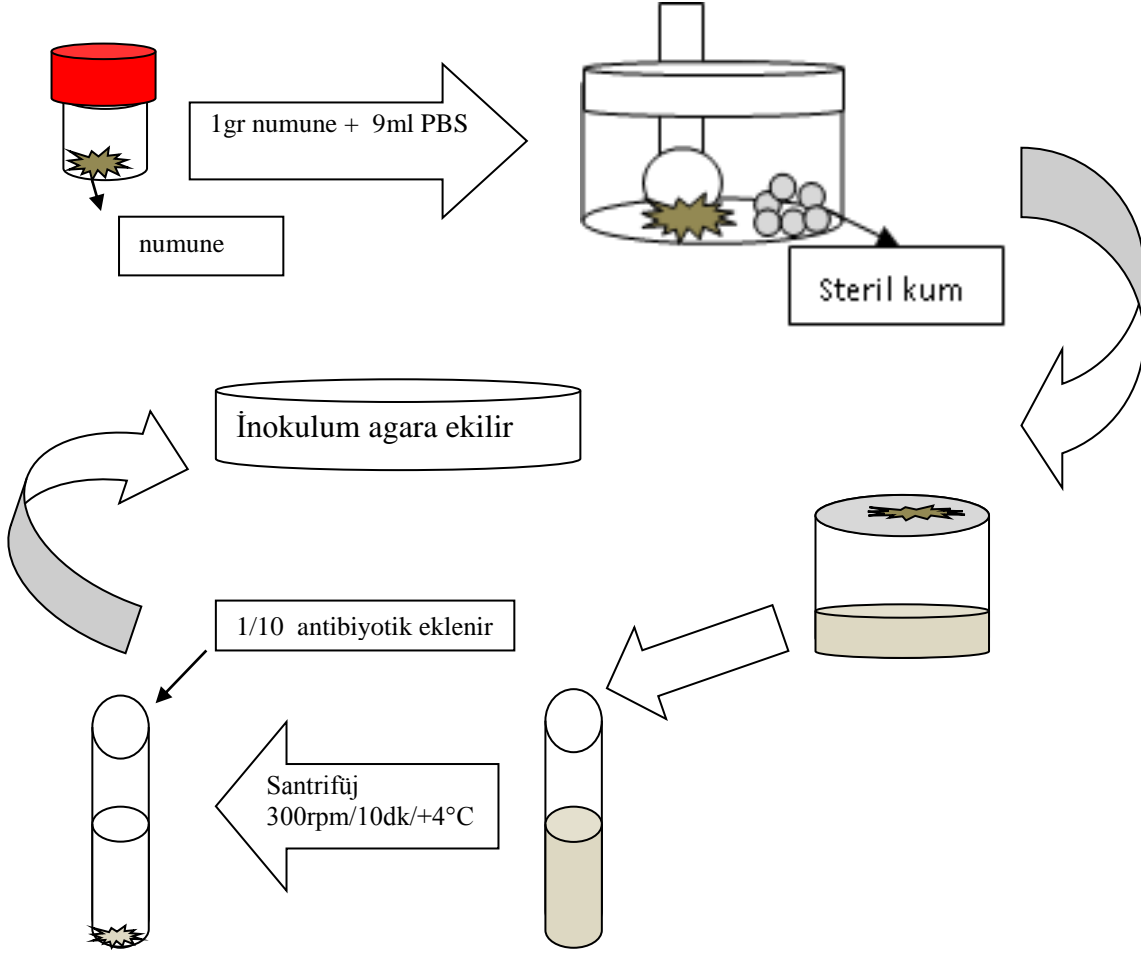 1gr numune + 9ml PBS
numune
Steril kum
İnokulum agara ekilir
1/10 antibiyotik eklenir
Santrifüj
300rpm/10dk/+4°C